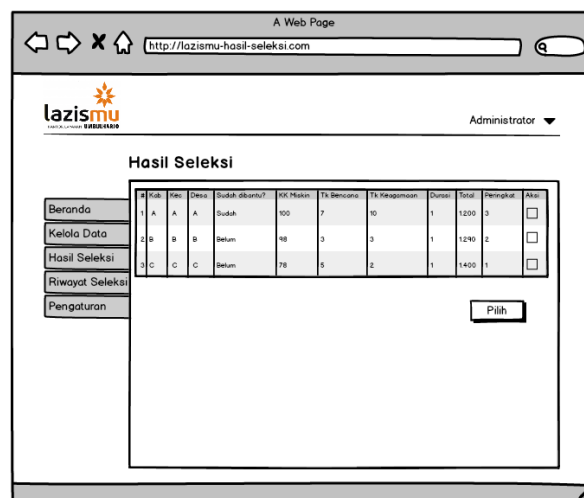 A Web Page
http://lazismu-hasil-seleksi.com
lazismu
Administrator
Hasil Seleksi
Beranda
Kelola Data
Hasil Seleksi
Riwayat Seleksi
Pengaturan
# Kab Kec Desa Sudah dibantu? KK Miskin Tk Bencana Tk Keagamaan Durasi Total Peringkat Aksi
1 A A A Sudah 100 7 10 1 1200 3
2 B B B Belum 98 3 3 1 1290 2
3 C C C Belum 78 5 2 1 1400 1
Pilih